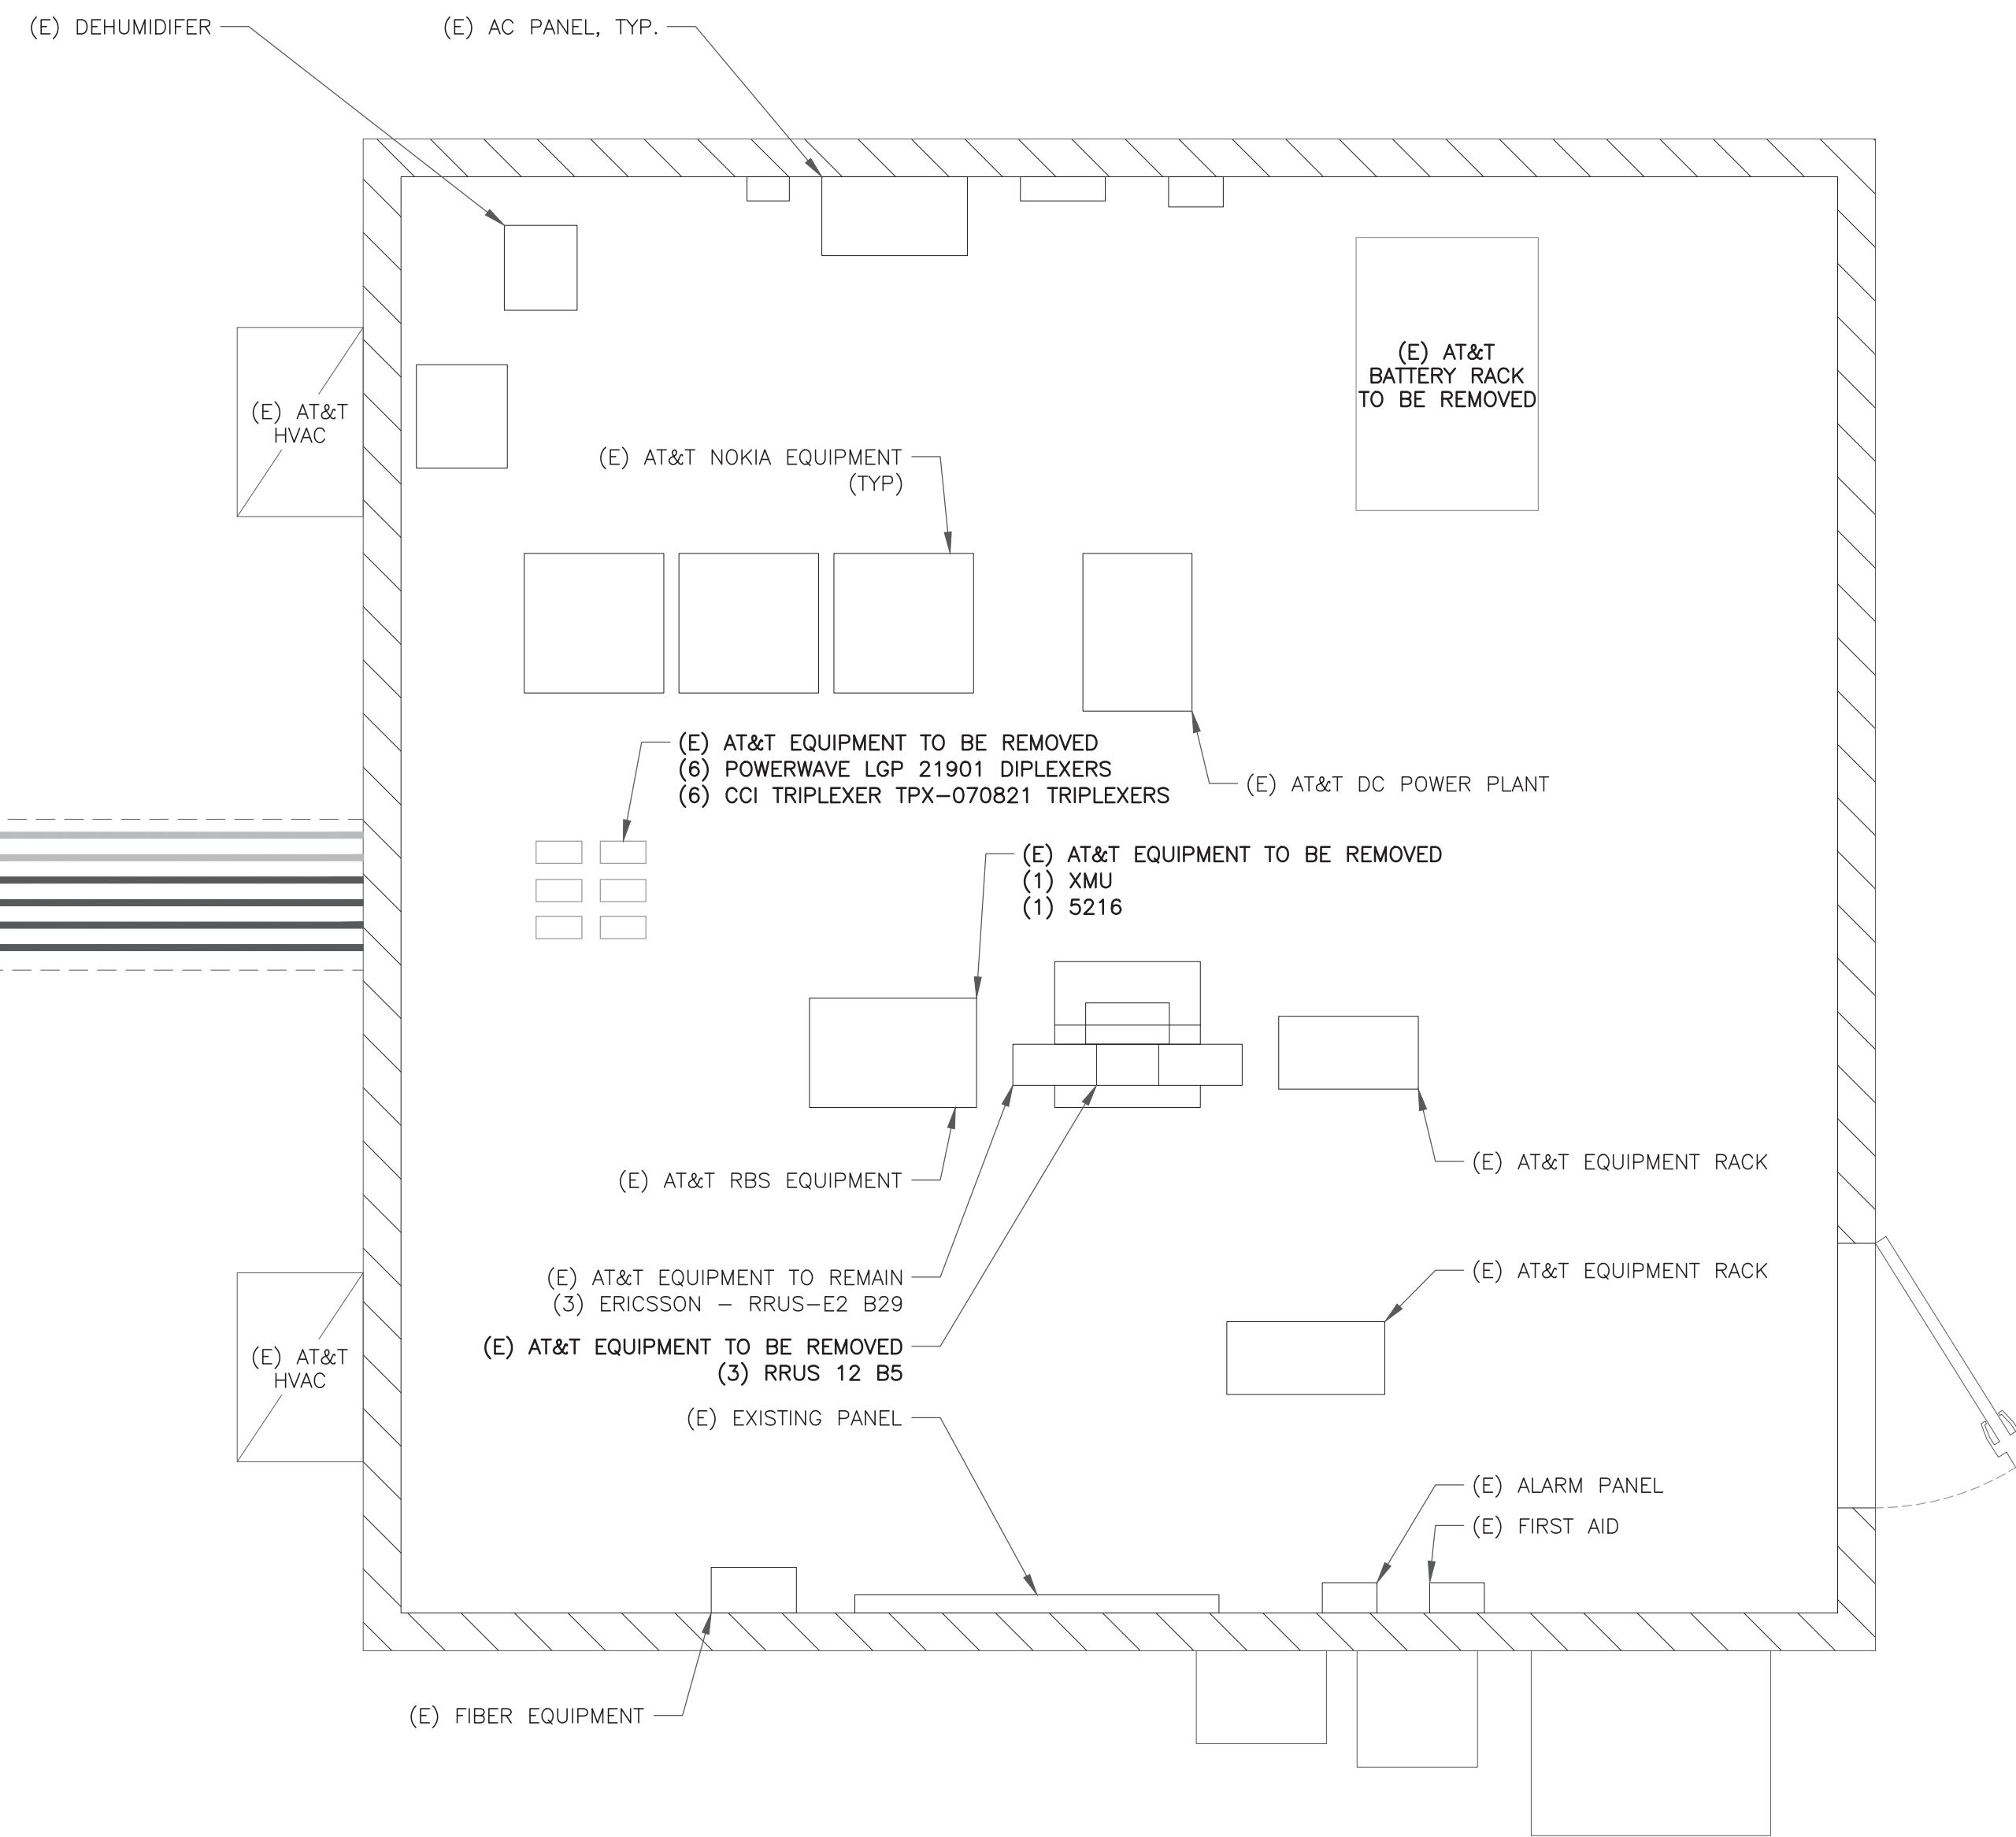 (E) DEHUMIDIFER
(E) AC PANEL, TYP.
(E) AT&T
BATTERY RACK
TO BE REMOVED
(E) AT&T
HVAC
(E) AT&T NOKIA EQUIPMENT
(TYP)
(E) AT&T EQUIPMENT TO BE REMOVED
(6) POWERWAVE LGP 21901 DIPLEXERS
(6) CCI TRIPLEXER TPX-070821 TRIPLEXERS
(E) AT&T DC POWER PLANT
(E) AT&T EQUIPMENT TO BE REMOVED
(1) XMU
(1) 5216
(E) AT&T EQUIPMENT RACK
(E) AT&T RBS EQUIPMENT
(E) AT&T EQUIPMENT RACK
(E) AT&T EQUIPMENT TO REMAIN
(3) ERICSSON - RRUS-E2 B29
(E) AT&T EQUIPMENT TO BE REMOVED
(3) RRUS 12 B5
(E) AT&T
HVAC
(E) EXISTING PANEL
(E) ALARM PANEL
(E) FIRST AID
(E) FIBER EQUIPMENT